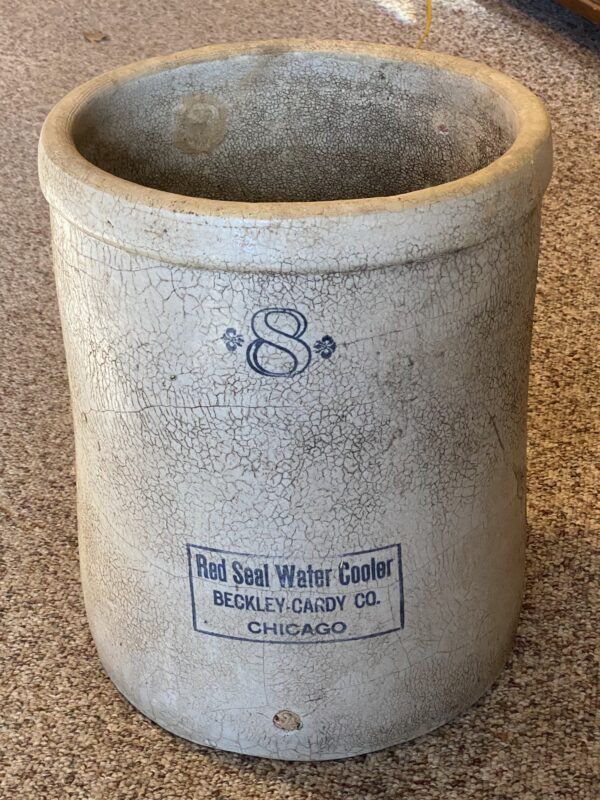 8
Red Seal Water Cooler
BECKLEY-CARDY CO.
CHICAGO